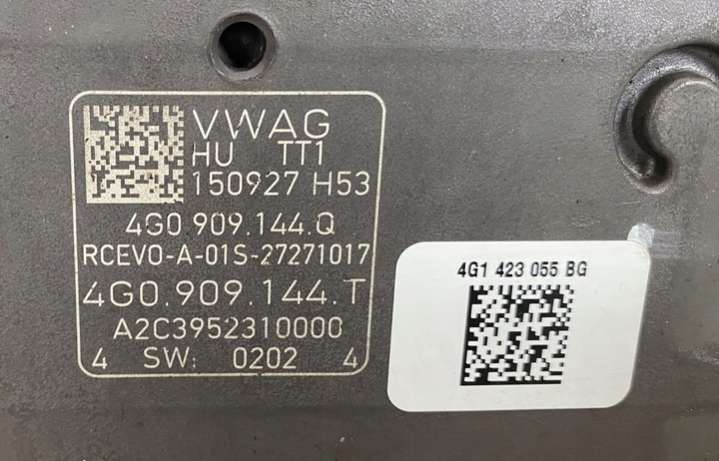 VWAG
HU TT1
150927 H53
4G0.909.144.Q
RCEVO-A-01S-27271017
4G0.909.144.T
A2C3952310000
4 SW: 0202 4
4G1 423 055 BG